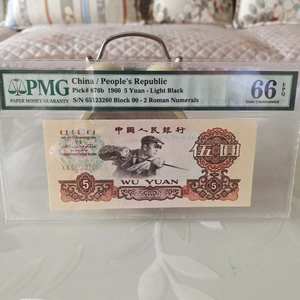 PMG
PAPER MONEY GUARANTY
China / People's Republic
Pick# 876b 1960 5 Yuan - Light Black
Block 00 - 2 Roman Numerals
66 EPQ
中国人民银行
伍圆
5
WU YUAN
5